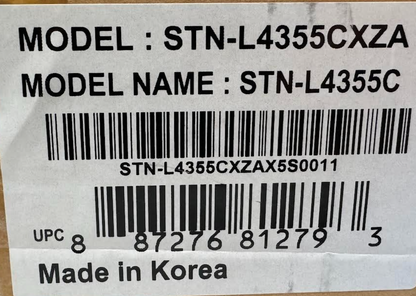 MODEL : STN-L4355CXZA
MODEL NAME : STN-L4355C
STN-L4355CXZAX5S0011
UPC 8 87276 81279 3
Made in Korea